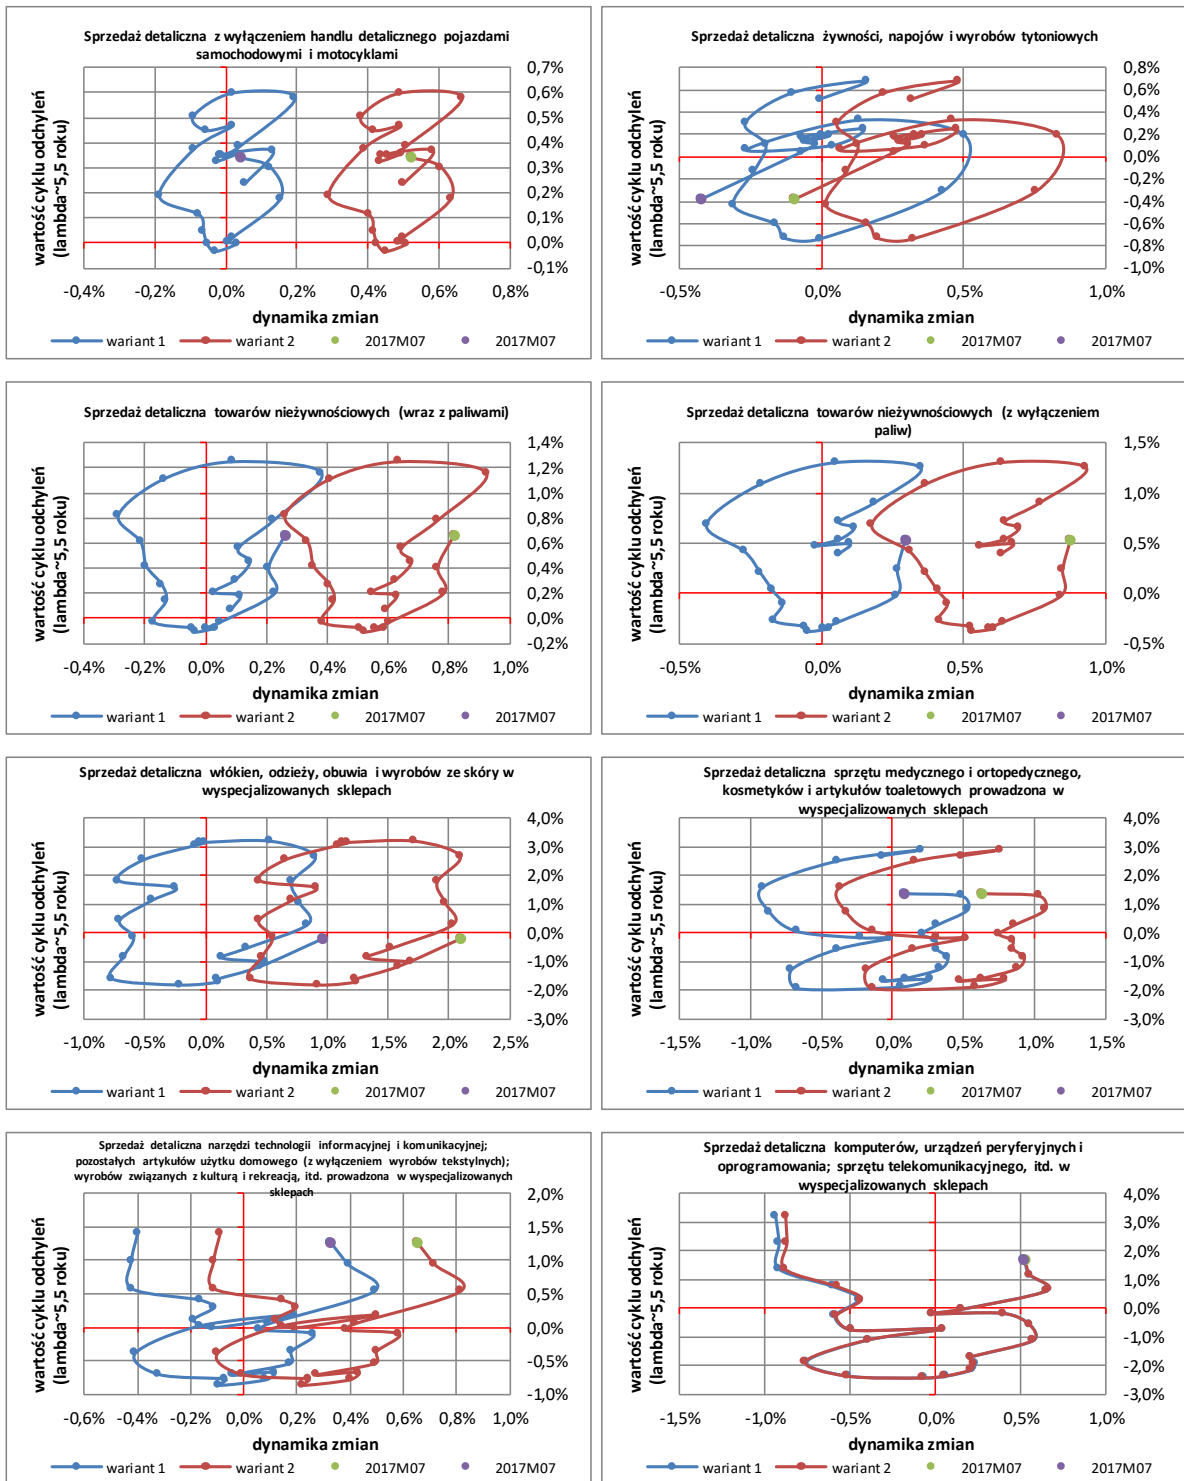 Sprzedaż detaliczna z wyłączeniem handlu detalicznego pojazdami
samochodowymi i motocyklami
wartość cyklu odchyleń
(lambda~5,5 roku)
0,7%
0,6%
0,5%
0,4%
0,3%
0,2%
0,1%
0,0%
-0,1%
-0,4% -0,2% 0,0% 0,2% 0,4% 0,6% 0,8%
dynamika zmian
wariant 1 wariant 2 2017M07 2017M07
Sprzedaż detaliczna żywności, napojów i wyrobów tytoniowych
wartość cyklu odchyleń
(lambda~5,5 roku)
0,8%
0,6%
0,4%
0,2%
0,0%
-0,2%
-0,4%
-0,6%
-0,8%
-1,0%
-0,5% 0,0% 0,5% 1,0%
dynamika zmian
wariant 1 wariant 2 2017M07 2017M07
Sprzedaż detaliczna towarów nieżywnościowych (wraz z paliwami)
wartość cyklu odchyleń
(lambda~5,5 roku)
1,4%
1,2%
1,0%
0,8%
0,6%
0,4%
0,2%
0,0%
-0,2%
-0,4% -0,2% 0,0% 0,2% 0,4% 0,6% 0,8% 1,0%
dynamika zmian
wariant 1 wariant 2 2017M07 2017M07
Sprzedaż detaliczna towarów nieżywnościowych (z wyłączeniem
paliw)
wartość cyklu odchyleń
(lambda~5,5 roku)
1,5%
1,0%
0,5%
0,0%
-0,5%
-0,5% 0,0% 0,5% 1,0%
dynamika zmian
wariant 1 wariant 2 2017M07 2017M07
Sprzedaż detaliczna włókien, odzieży, obuwia i wyrobów ze skóry w
wyspecjalizowanych sklepach
wartość cyklu odchyleń
(lambda~5,5 roku)
4,0%
3,0%
2,0%
1,0%
0,0%
-1,0%
-2,0%
-3,0%
-1,0% -0,5% 0,0% 0,5% 1,0% 1,5% 2,0% 2,5%
dynamika zmian
wariant 1 wariant 2 2017M07 2017M07
Sprzedaż detaliczna sprzętu medycznego i ortopedycznego,
kosmetyków i artykułów toaletowych prowadzona w
wyspecjalizowanych sklepach
wartość cyklu odchyleń
(lambda~5,5 roku)
4,0%
3,0%
2,0%
1,0%
0,0%
-1,0%
-2,0%
-3,0%
-1,5% -1,0% -0,5% 0,0% 0,5% 1,0% 1,5%
dynamika zmian
wariant 1 wariant 2 2017M07 2017M07
Sprzedaż detaliczna narzędzi technologii informacyjnej i komunikacyjnej;
pozostałych artykułów użytku domowego (z wyłączeniem wyrobów tekstylnych);
wyrobów związanych z kulturą i rekreacją, itd. prowadzona w wyspecjalizowanych
sklepach
wartość cyklu odchyleń
(lambda~5,5 roku)
2,0%
1,5%
1,0%
0,5%
0,0%
-0,5%
-1,0%
-0,6% -0,4% -0,2% 0,0% 0,2% 0,4% 0,6% 0,8% 1,0%
dynamika zmian
wariant 1 wariant 2 2017M07 2017M07
Sprzedaż detaliczna komputerów, urządzeń peryferyjnych i
oprogramowania; sprzętu telekomunikacyjnego, itd. w
wyspecjalizowanych sklepach
wartość cyklu odchyleń
(lambda~5,5 roku)
4,0%
3,0%
2,0%
1,0%
0,0%
-1,0%
-2,0%
-3,0%
-1,5% -1,0% -0,5% 0,0% 0,5% 1,0%
dynamika zmian
wariant 1 wariant 2 2017M07 2017M07